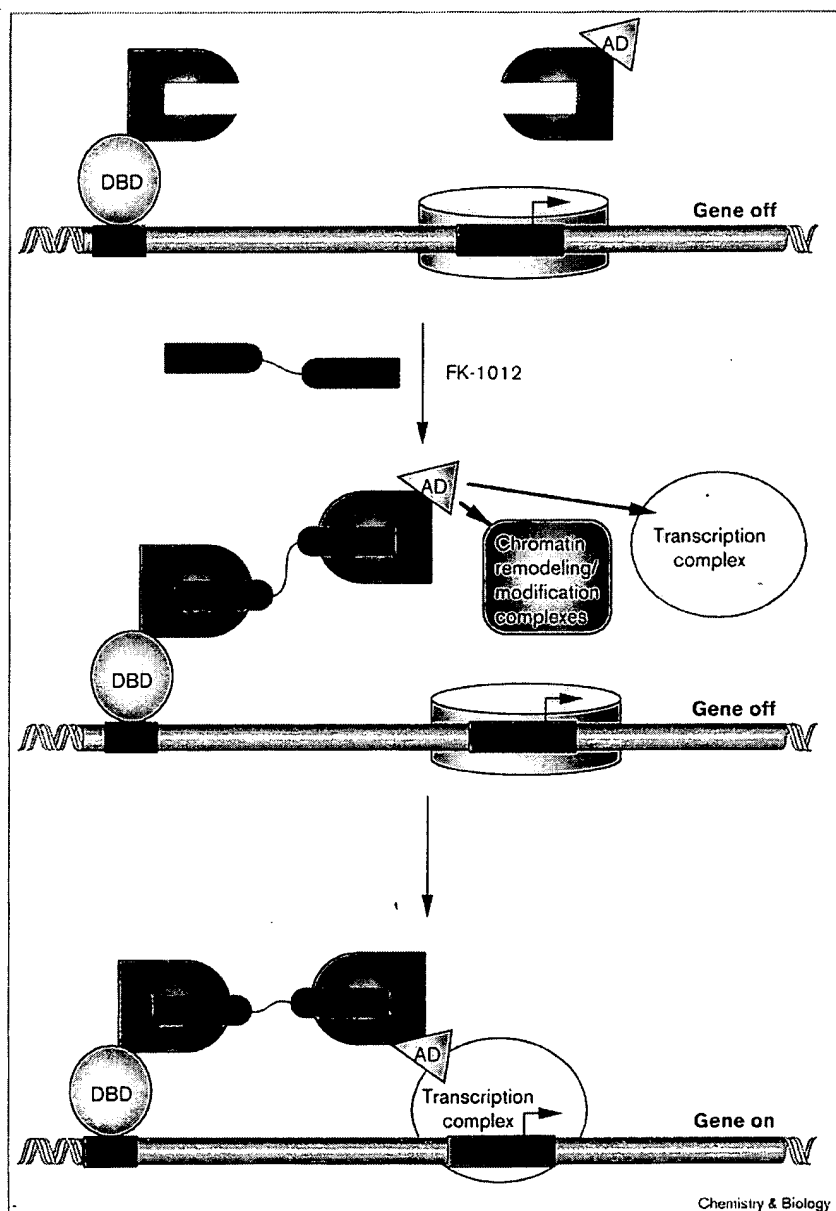 AD
DBD
Gene off
FK-1012
AD
Chromatin
remodeling/
modification
complexes
Transcription
complex
DBD
Gene off
AD
DBD
Transcription
complex
Gene on
Chemistry & Biology